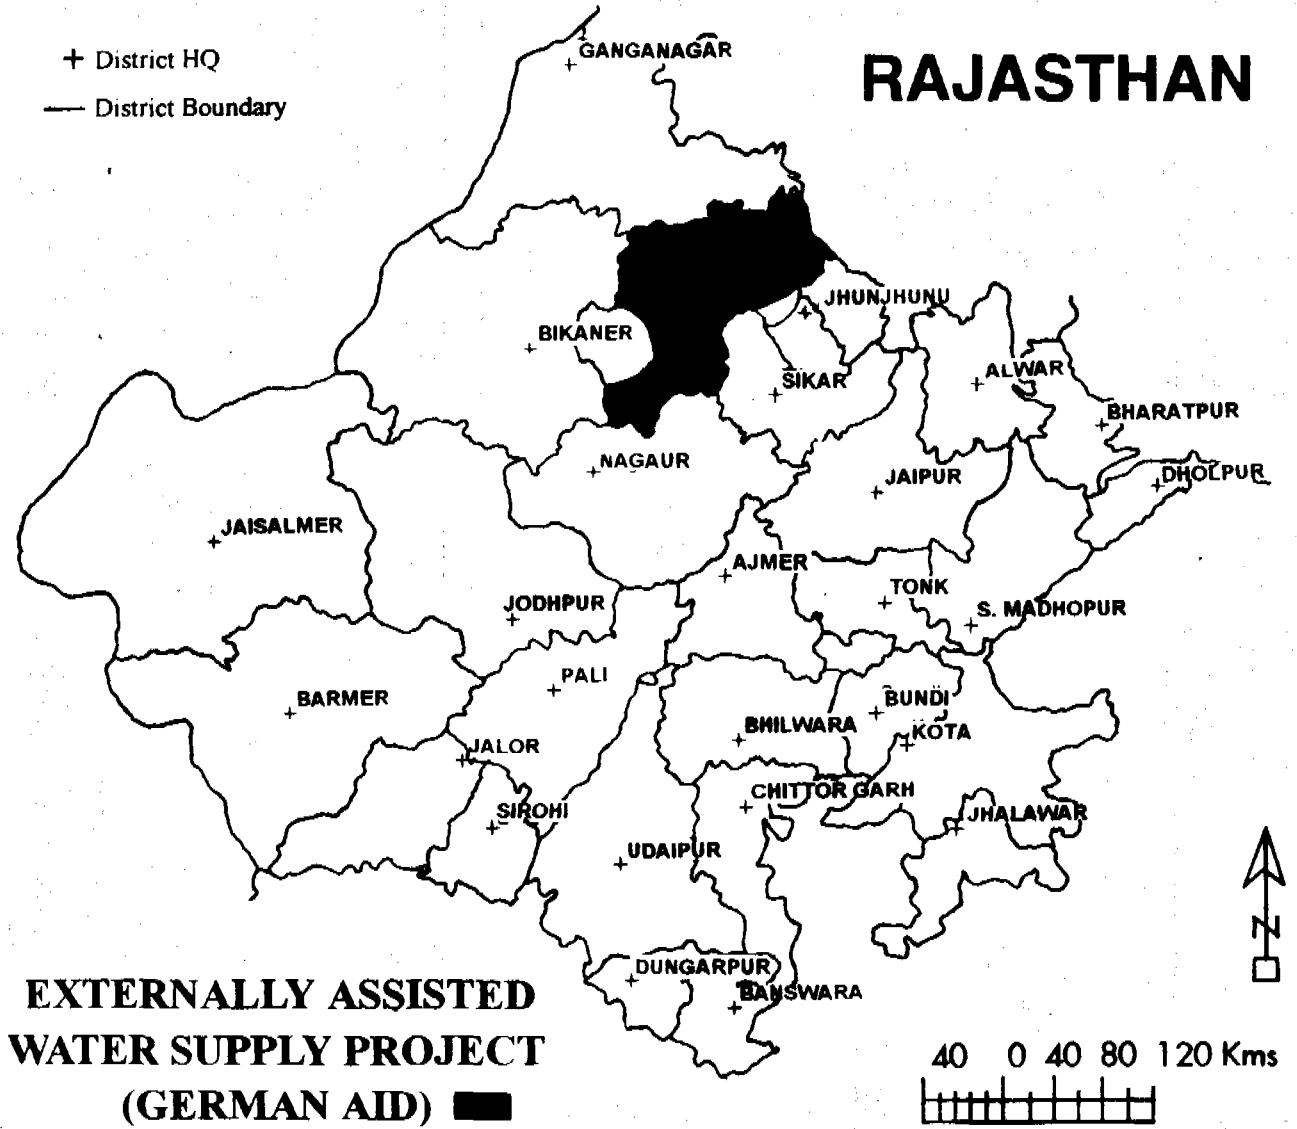 District HQ
District Boundary
RAJASTHAN
GANGANAGAR
JHUNJHUNU
BIKANER
SIKAR
ALWAR
BHARATPUR
NAGAUR
JAIPUR
DHOLPUR
JAISALMER
AJMER
TONK
JODHPUR
S. MADHOPUR
PALI
BARMER
BUNDI
BHILWARA
KOTA
JALOR
CHITTOR GARH
SIROHI
JHALAWAR
UDAIPUR
N
DUNGARPUR
BANSWARA
EXTERNALLY ASSISTED
WATER SUPPLY PROJECT
(GERMAN AID)
40 0 40 80 120 Kms